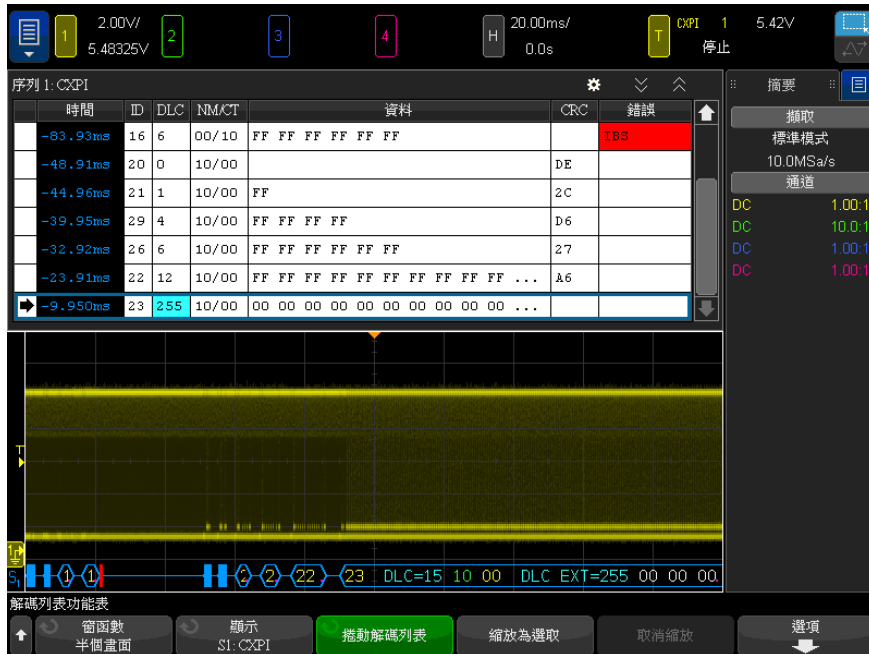 1 2.00V/ 5.48325V 2 3 4 H 20.00ms/ 0.0s T CXPI 1 5.42V 停止
序列 1: CXPI
時間 ID DLC NM/CT 資料 CRC 錯誤
-83.93ms 16 6 00/10 FF FF FF FF FF FF IBS
-48.91ms 20 0 10/00 DE
-44.96ms 21 1 10/00 FF 2C
-39.95ms 29 4 10/00 FF FF FF FF D6
-32.92ms 26 6 10/00 FF FF FF FF FF FF 27
-23.91ms 22 12 10/00 FF FF FF FF FF FF FF FF FF FF ... A6
-9.950ms 23 255 10/00 00 00 00 00 00 00 00 00 00 00 ...
摘要
擷取
標準模式
10.0MSa/s
通道
DC 1.00:1
DC 10.0:1
DC 1.00:1
DC 1.00:1
T
1
S1 1 1 2 2 22 23 DLC=15 10 00 DLC EXT=255 00 00 00
解碼列表功能表
窗函數
半個畫面
顯示
S1: CXPI
捲動解碼列表
縮放為選取
取消縮放
選項